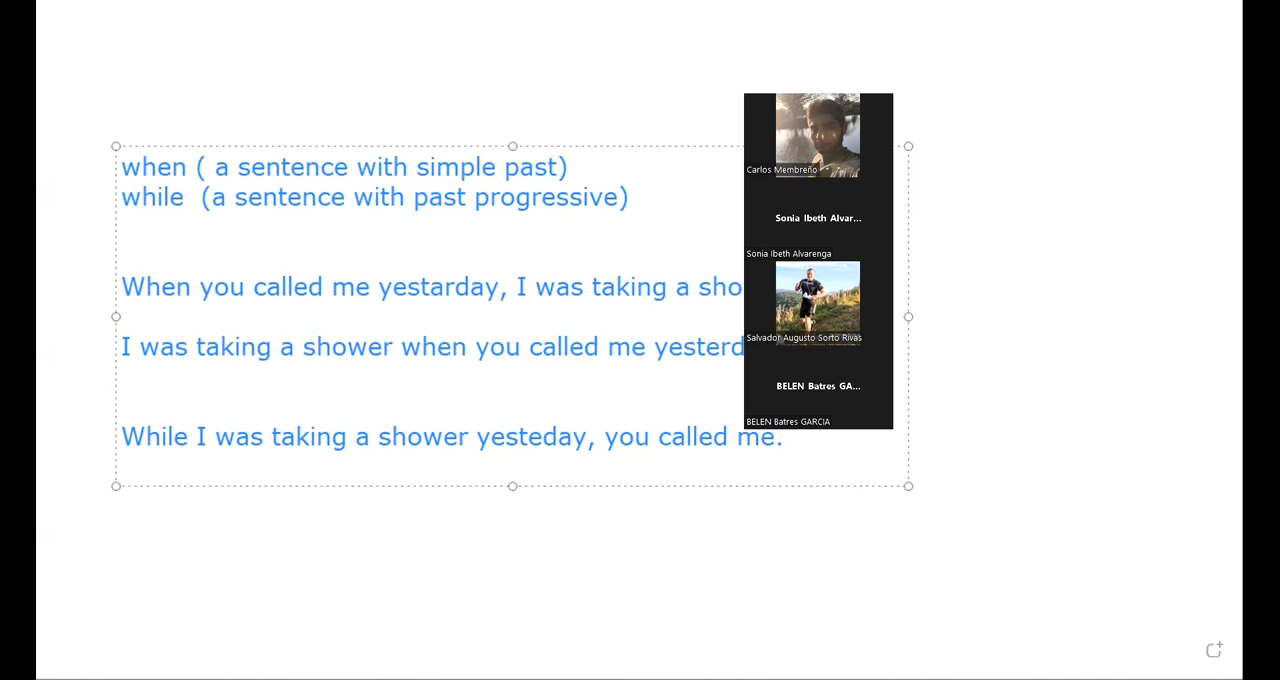 when ( a sentence with simple past)
while (a sentence with past progressive)
When you called me yestarday, I was taking a sho
I was taking a shower when you called me yesterd
While I was taking a shower yesteday, you called me.
Carlos Membreño
Sonia Ibeth Alvar...
Sonia Ibeth Alvarenga
Salvador Augusto Sorto Rivas
BELEN Batres GA...
BELEN Batres GARCIA